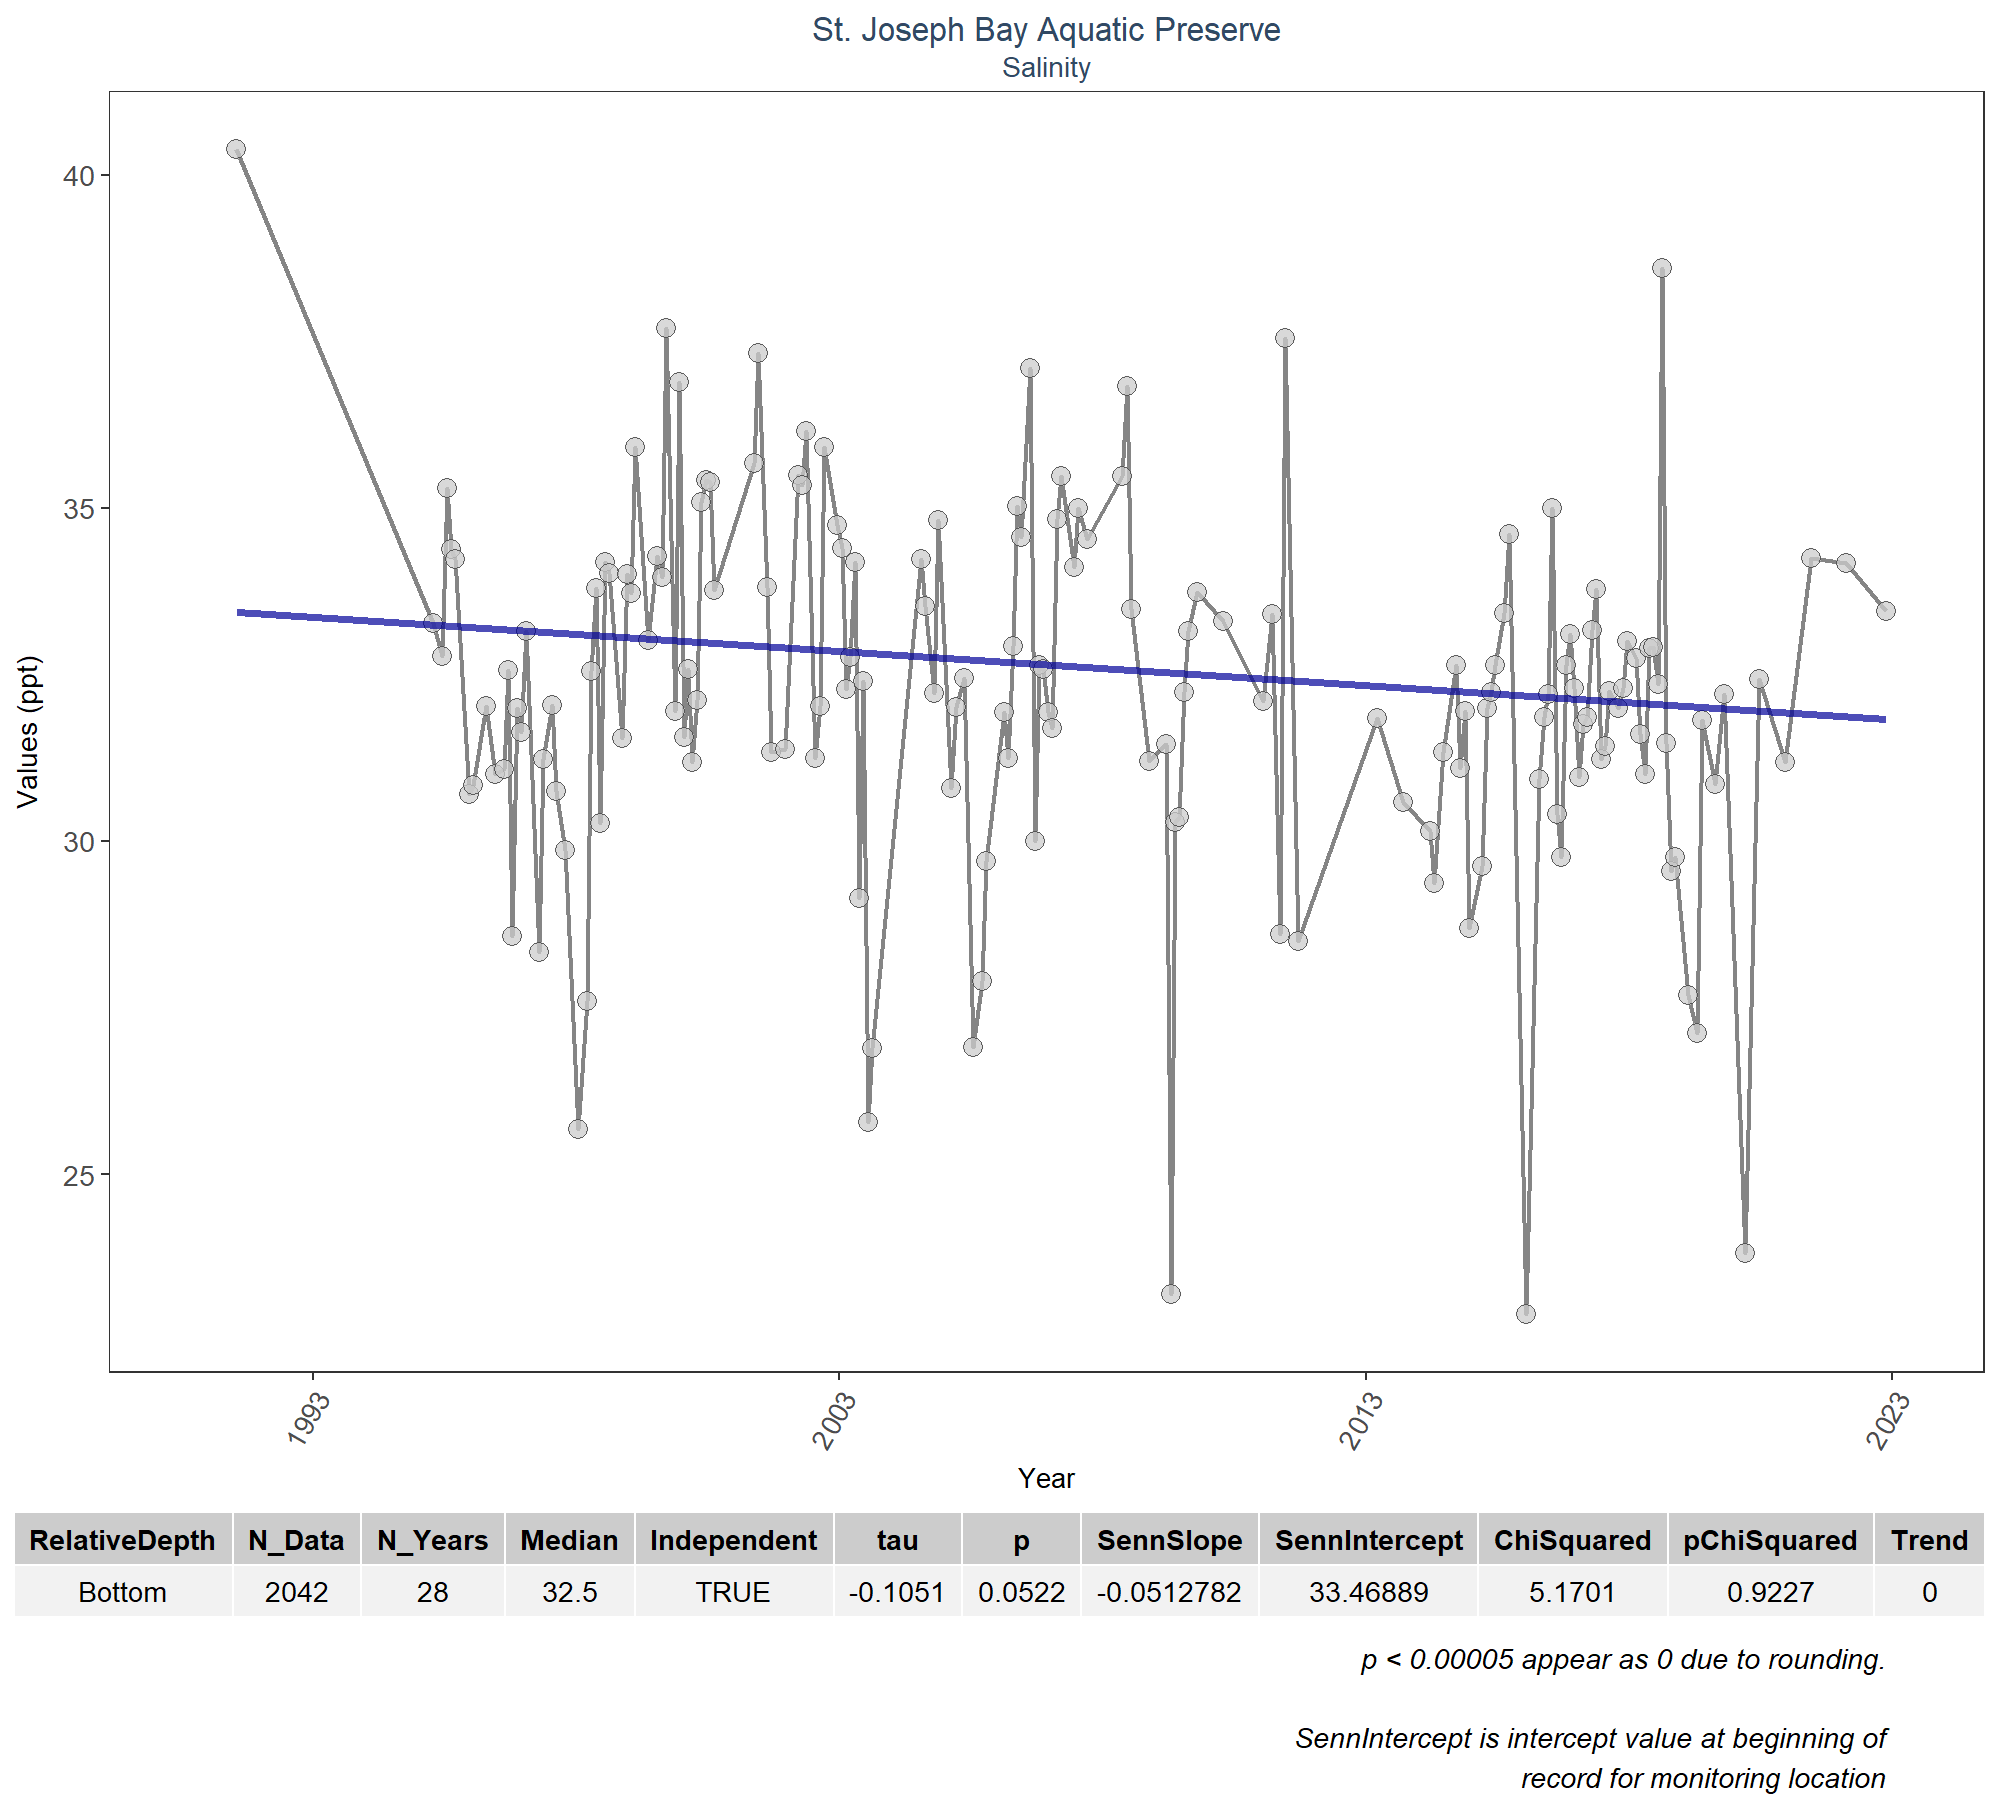 St. Joseph Bay Aquatic Preserve
Salinity
40
35
30
25
Values (ppt)
1993
2003
2013
2023
Year
RelativeDepth N_Data N_Years Median Independent tau p SennSlope SennIntercept ChiSquared pChiSquared Trend
Bottom 2042 28 32.5 TRUE -0.1051 0.0522 -0.0512782 33.46889 5.1701 0.9227 0
p < 0.00005 appear as 0 due to rounding.
SennIntercept is intercept value at beginning of
record for monitoring location